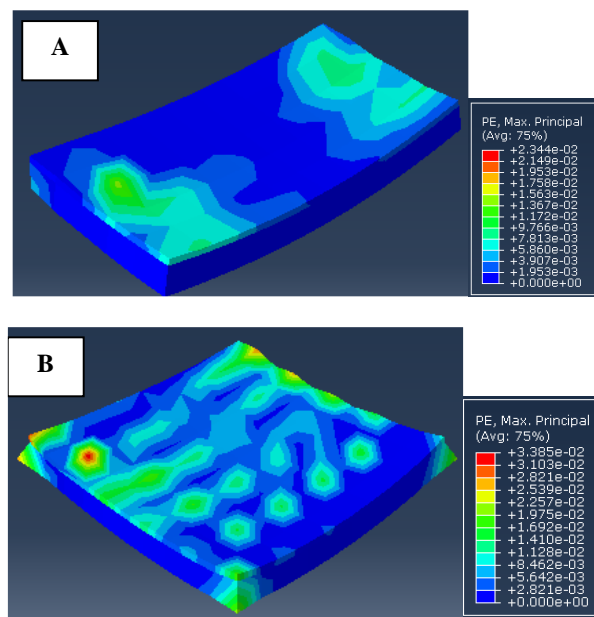 A
PE, Max. Principal
(Avg: 75%)
+2.344e-02
+2.149e-02
+1.953e-02
+1.758e-02
+1.563e-02
+1.367e-02
+1.172e-02
+9.766e-03
+7.813e-03
+5.860e-03
+3.907e-03
+1.953e-03
+0.000e+00
B
PE, Max. Principal
(Avg: 75%)
+3.385e-02
+3.103e-02
+2.821e-02
+2.539e-02
+2.257e-02
+1.975e-02
+1.692e-02
+1.410e-02
+1.128e-02
+8.462e-03
+5.642e-03
+2.821e-03
+0.000e+00